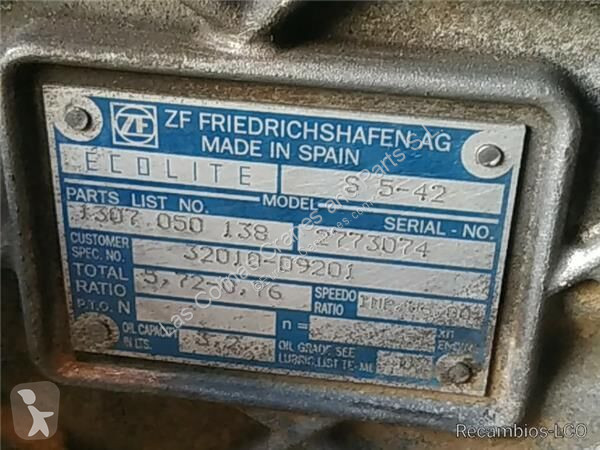 ZF FRIEDRICHSHAFEN AG
MADE IN SPAIN
ECOLITE MODEL S 5-42
PARTS LIST NO. SERIAL - NO.
1307 050 138 2773074
CUSTOMER SPEC. NO. 32010-D9201
TOTAL RATIO 5,72-0,76 SPEEDO RATIO
P.T.O. N n =
OIL CAPACITY IN LTS. 3,2 OIL GRADE SEE LUBRIC. LIST TE-ML
Recambios-LCO